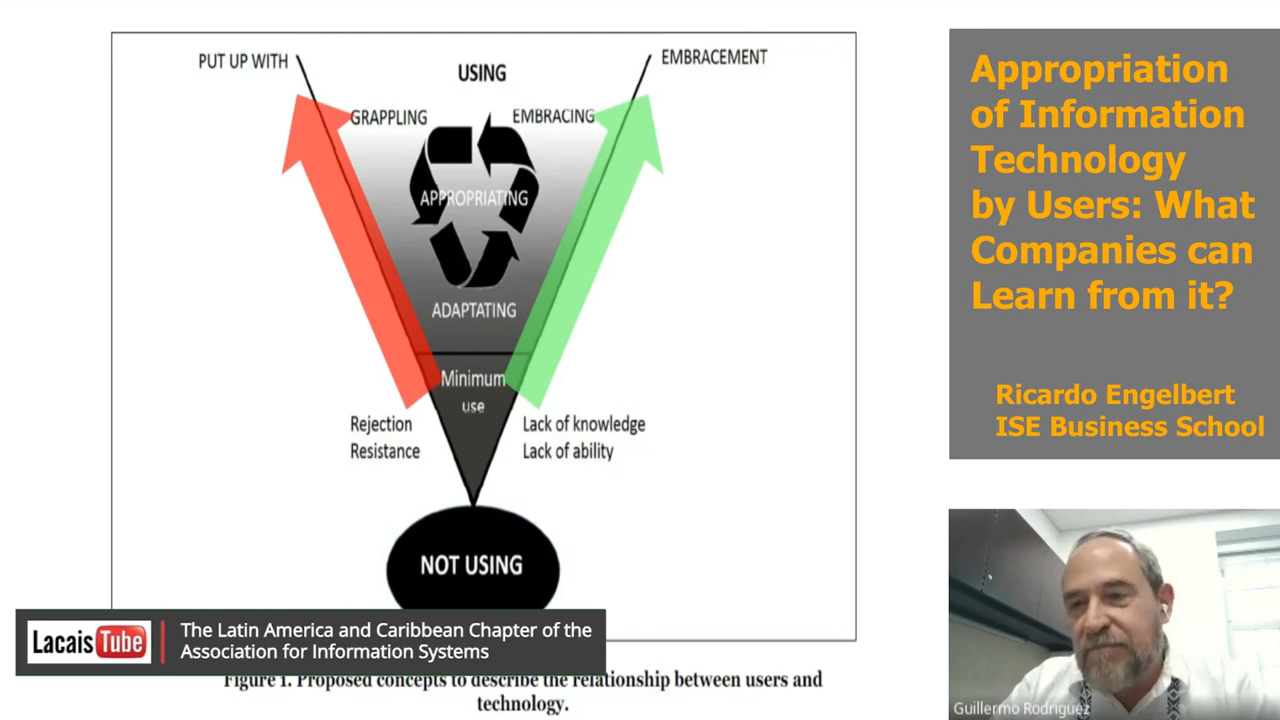 PUT UP WITH
USING
EMBRACEMENT
GRAPPLING
EMBRACING
APPROPRIATING
ADAPTATING
Minimum
use
Rejection
Resistance
Lack of knowledge
Lack of ability
NOT USING
Figure 1. Proposed concepts to describe the relationship between users and
technology.
Lacais Tube
The Latin America and Caribbean Chapter of the
Association for Information Systems
Appropriation
of Information
Technology
by Users: What
Companies can
Learn from it?
Ricardo Engelbert
ISE Business School
Guillermo Rodriguez